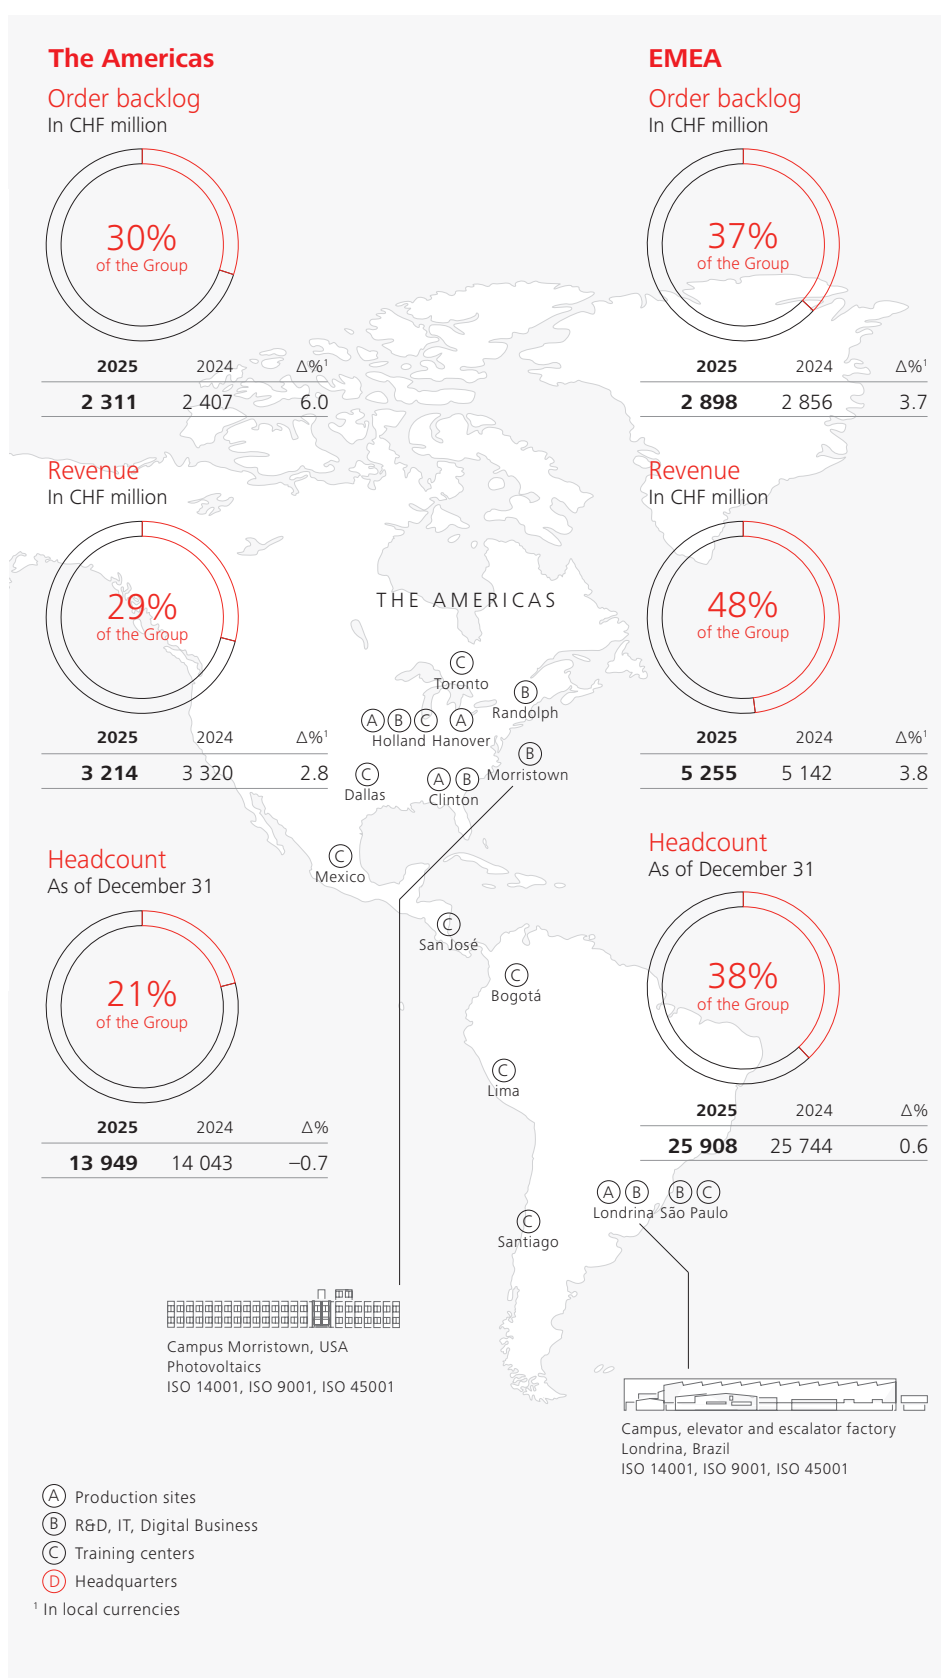 The Americas
Order backlog
In CHF million
30%
of the Group
2025 2024 Δ%¹
2 311 2 407 6.0
Revenue
In CHF million
29%
of the Group
2025 2024 Δ%¹
3 214 3 320 2.8
Headcount
As of December 31
21%
of the Group
2025 2024 Δ%
13 949 14 043 −0.7
EMEA
Order backlog
In CHF million
37%
of the Group
2025 2024 Δ%¹
2 898 2 856 3.7
Revenue
In CHF million
48%
of the Group
2025 2024 Δ%¹
5 255 5 142 3.8
Headcount
As of December 31
38%
of the Group
2025 2024 Δ%
25 908 25 744 0.6
THE AMERICAS
C
Toronto
B
Randolph
A B C A
Holland Hanover
B
Morristown
C
Dallas
A B
Clinton
C
Mexico
C
San José
C
Bogotá
C
Lima
A B B C
Londrina São Paulo
C
Santiago
Campus Morristown, USA
Photovoltaics
ISO 14001, ISO 9001, ISO 45001
Campus, elevator and escalator factory
Londrina, Brazil
ISO 14001, ISO 9001, ISO 45001
A Production sites
B R&D, IT, Digital Business
C Training centers
D Headquarters
¹ In local currencies